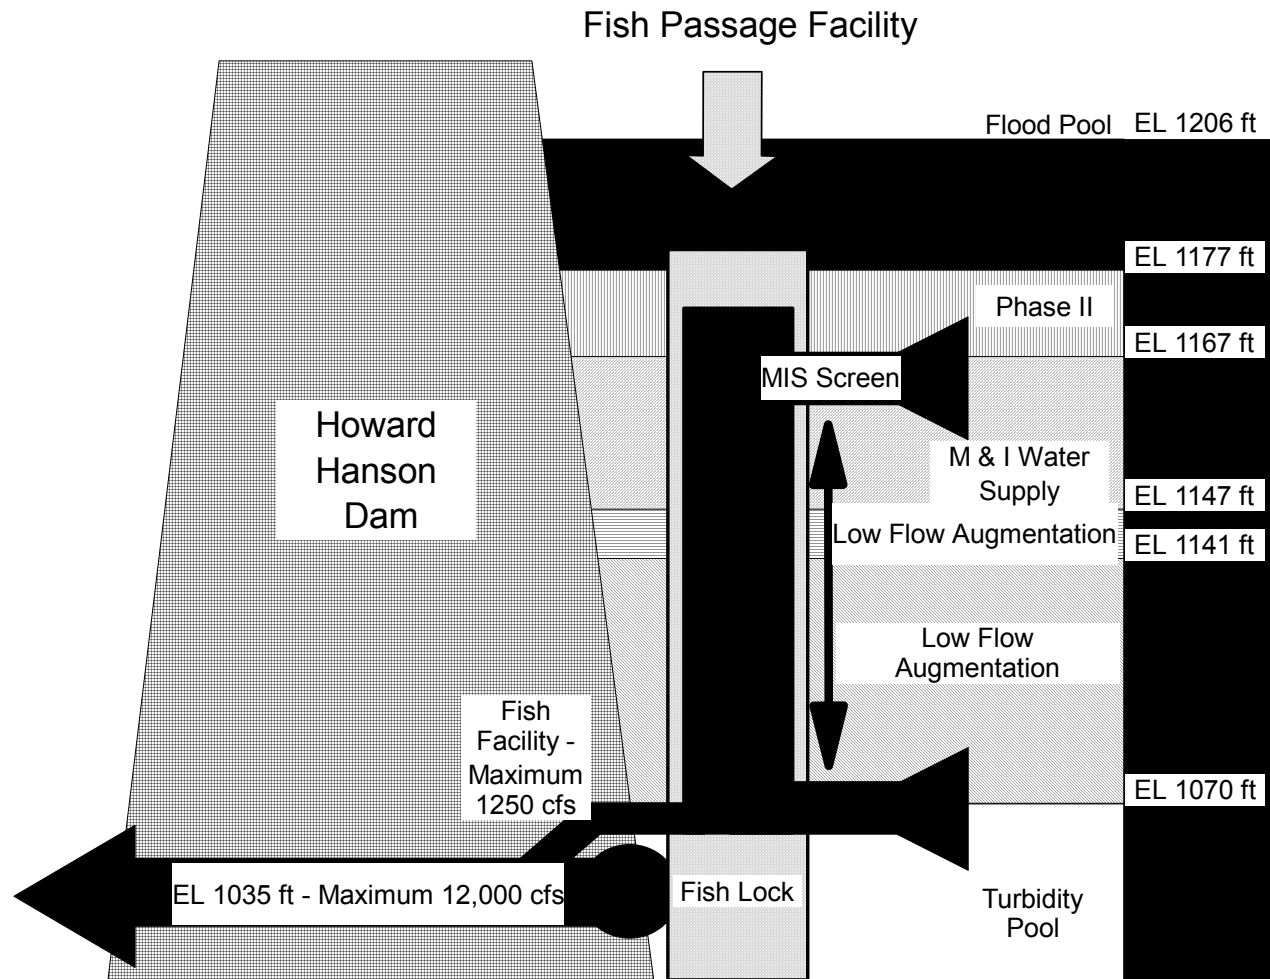 Fish Passage Facility
Flood Pool EL 1206 ft
EL 1177 ft
Phase II
EL 1167 ft
MIS Screen
Howard
Hanson
Dam
M & I Water
Supply
EL 1147 ft
Low Flow Augmentation
EL 1141 ft
Low Flow
Augmentation
Fish
Facility -
Maximum
1250 cfs
EL 1070 ft
EL 1035 ft - Maximum 12,000 cfs
Fish Lock
Turbidity
Pool